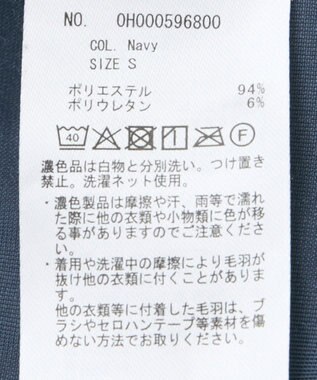 NO. 0H000596800
COL. Navy
SIZE S
ポリエステル 94%
ポリウレタン 6%
40 F
濃色品は白物と分別洗い。つけ置き
禁止。洗濯ネット使用。
・濃色製品は摩擦や汗、雨等で濡れ
た際に他の衣類や小物類に色が移
る事がありますのでご注意くださ
い。
・着用や洗濯中の摩擦により毛羽が
抜け他の衣類に付くことがありま
す。
他の衣類等に付着した毛羽は、ブ
ラシやセロハンテープ等素材を傷
めない方法でお取りください。